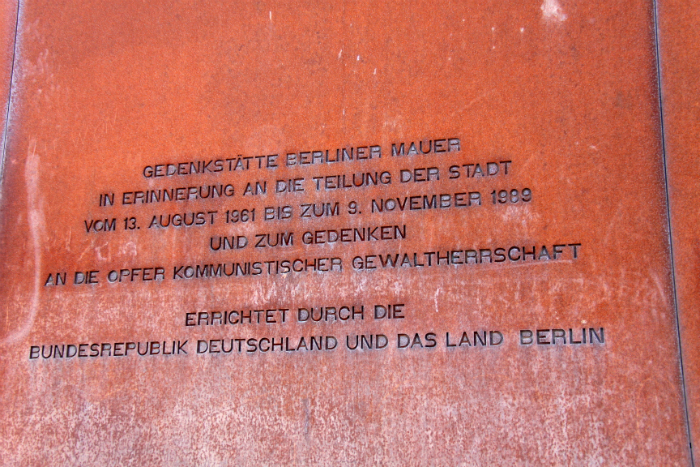 GEDENKSTÄTTE BERLINER MAUER
IN ERINNERUNG AN DIE TEILUNG DER STADT
VOM 13. AUGUST 1961 BIS ZUM 9. NOVEMBER 1989
UND ZUM GEDENKEN
AN DIE OPFER KOMMUNISTISCHER GEWALTHERRSCHAFT
ERRICHTET DURCH DIE
BUNDESREPUBLIK DEUTSCHLAND UND DAS LAND BERLIN